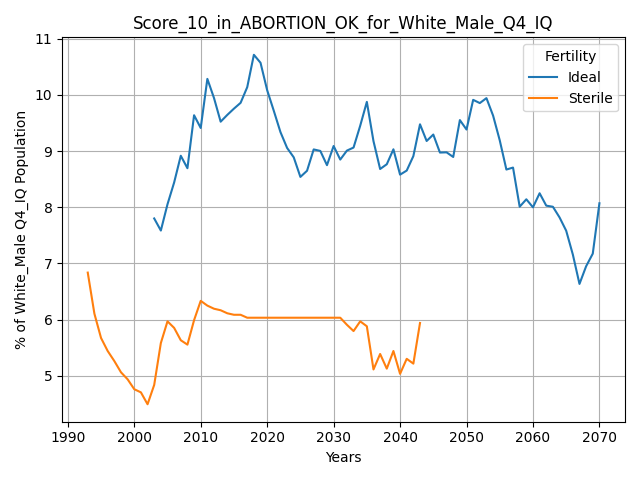 Score_10_in_ABORTION_OK_for_White_Male_Q4_IQ
% of White_Male Q4_IQ Population
11
10
9
8
7
6
5
Fertility
Ideal
Sterile
1990 2000 2010 2020 2030 2040 2050 2060 2070
Years